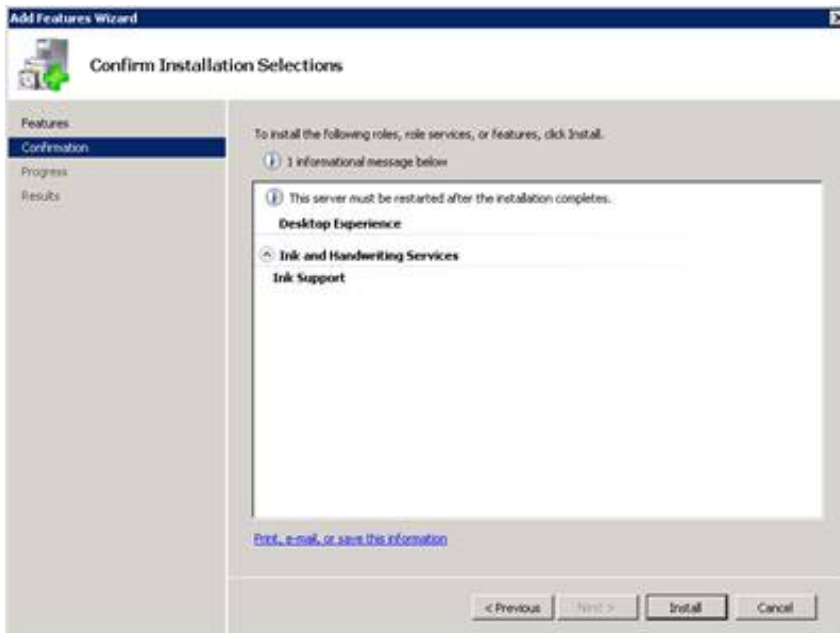 Add Features Wizard
Confirm Installation Selections
Features
Confirmation
Progress
Results
To install the following roles, role services, or features, click Install.
1 informational message below
This server must be restarted after the installation completes.
Desktop Experience
Ink and Handwriting Services
Ink Support
Print, e-mail, or save this information
< Previous
Next >
Install
Cancel